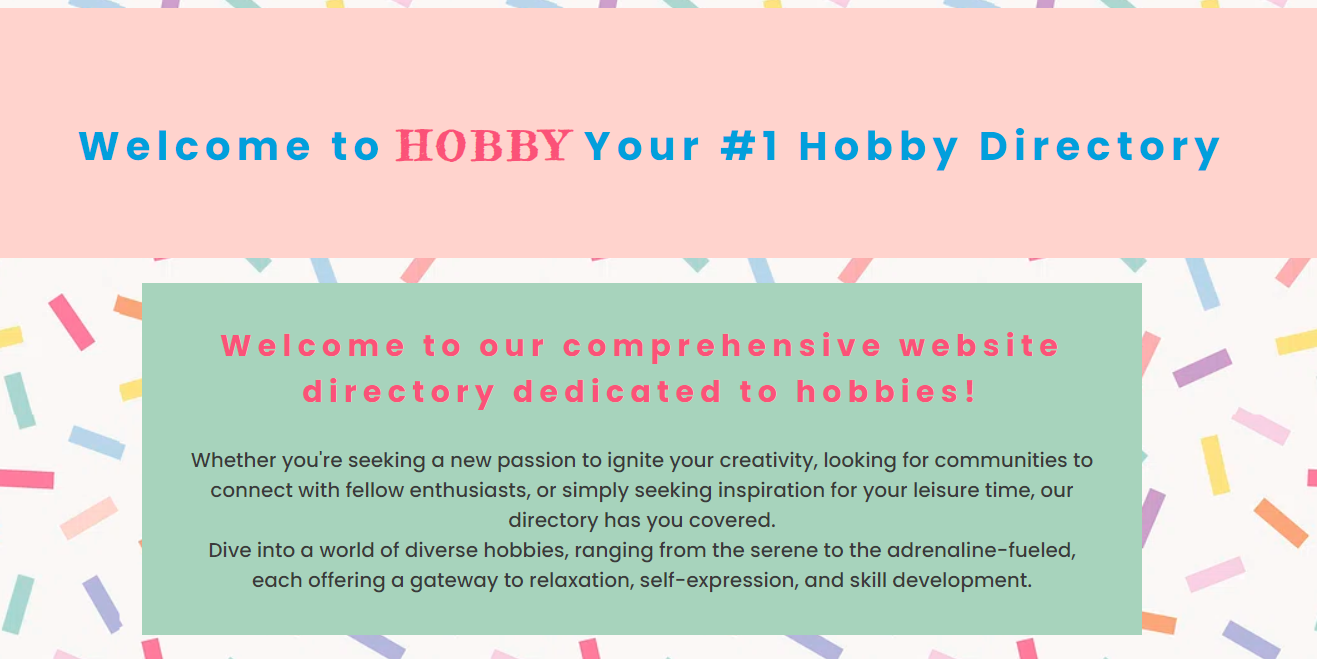 Welcome to HOBBY Your #1 Hobby Directory
Welcome to our comprehensive website
directory dedicated to hobbies!
Whether you're seeking a new passion to ignite your creativity, looking for communities to
connect with fellow enthusiasts, or simply seeking inspiration for your leisure time, our
directory has you covered.
Dive into a world of diverse hobbies, ranging from the serene to the adrenaline-fueled,
each offering a gateway to relaxation, self-expression, and skill development.